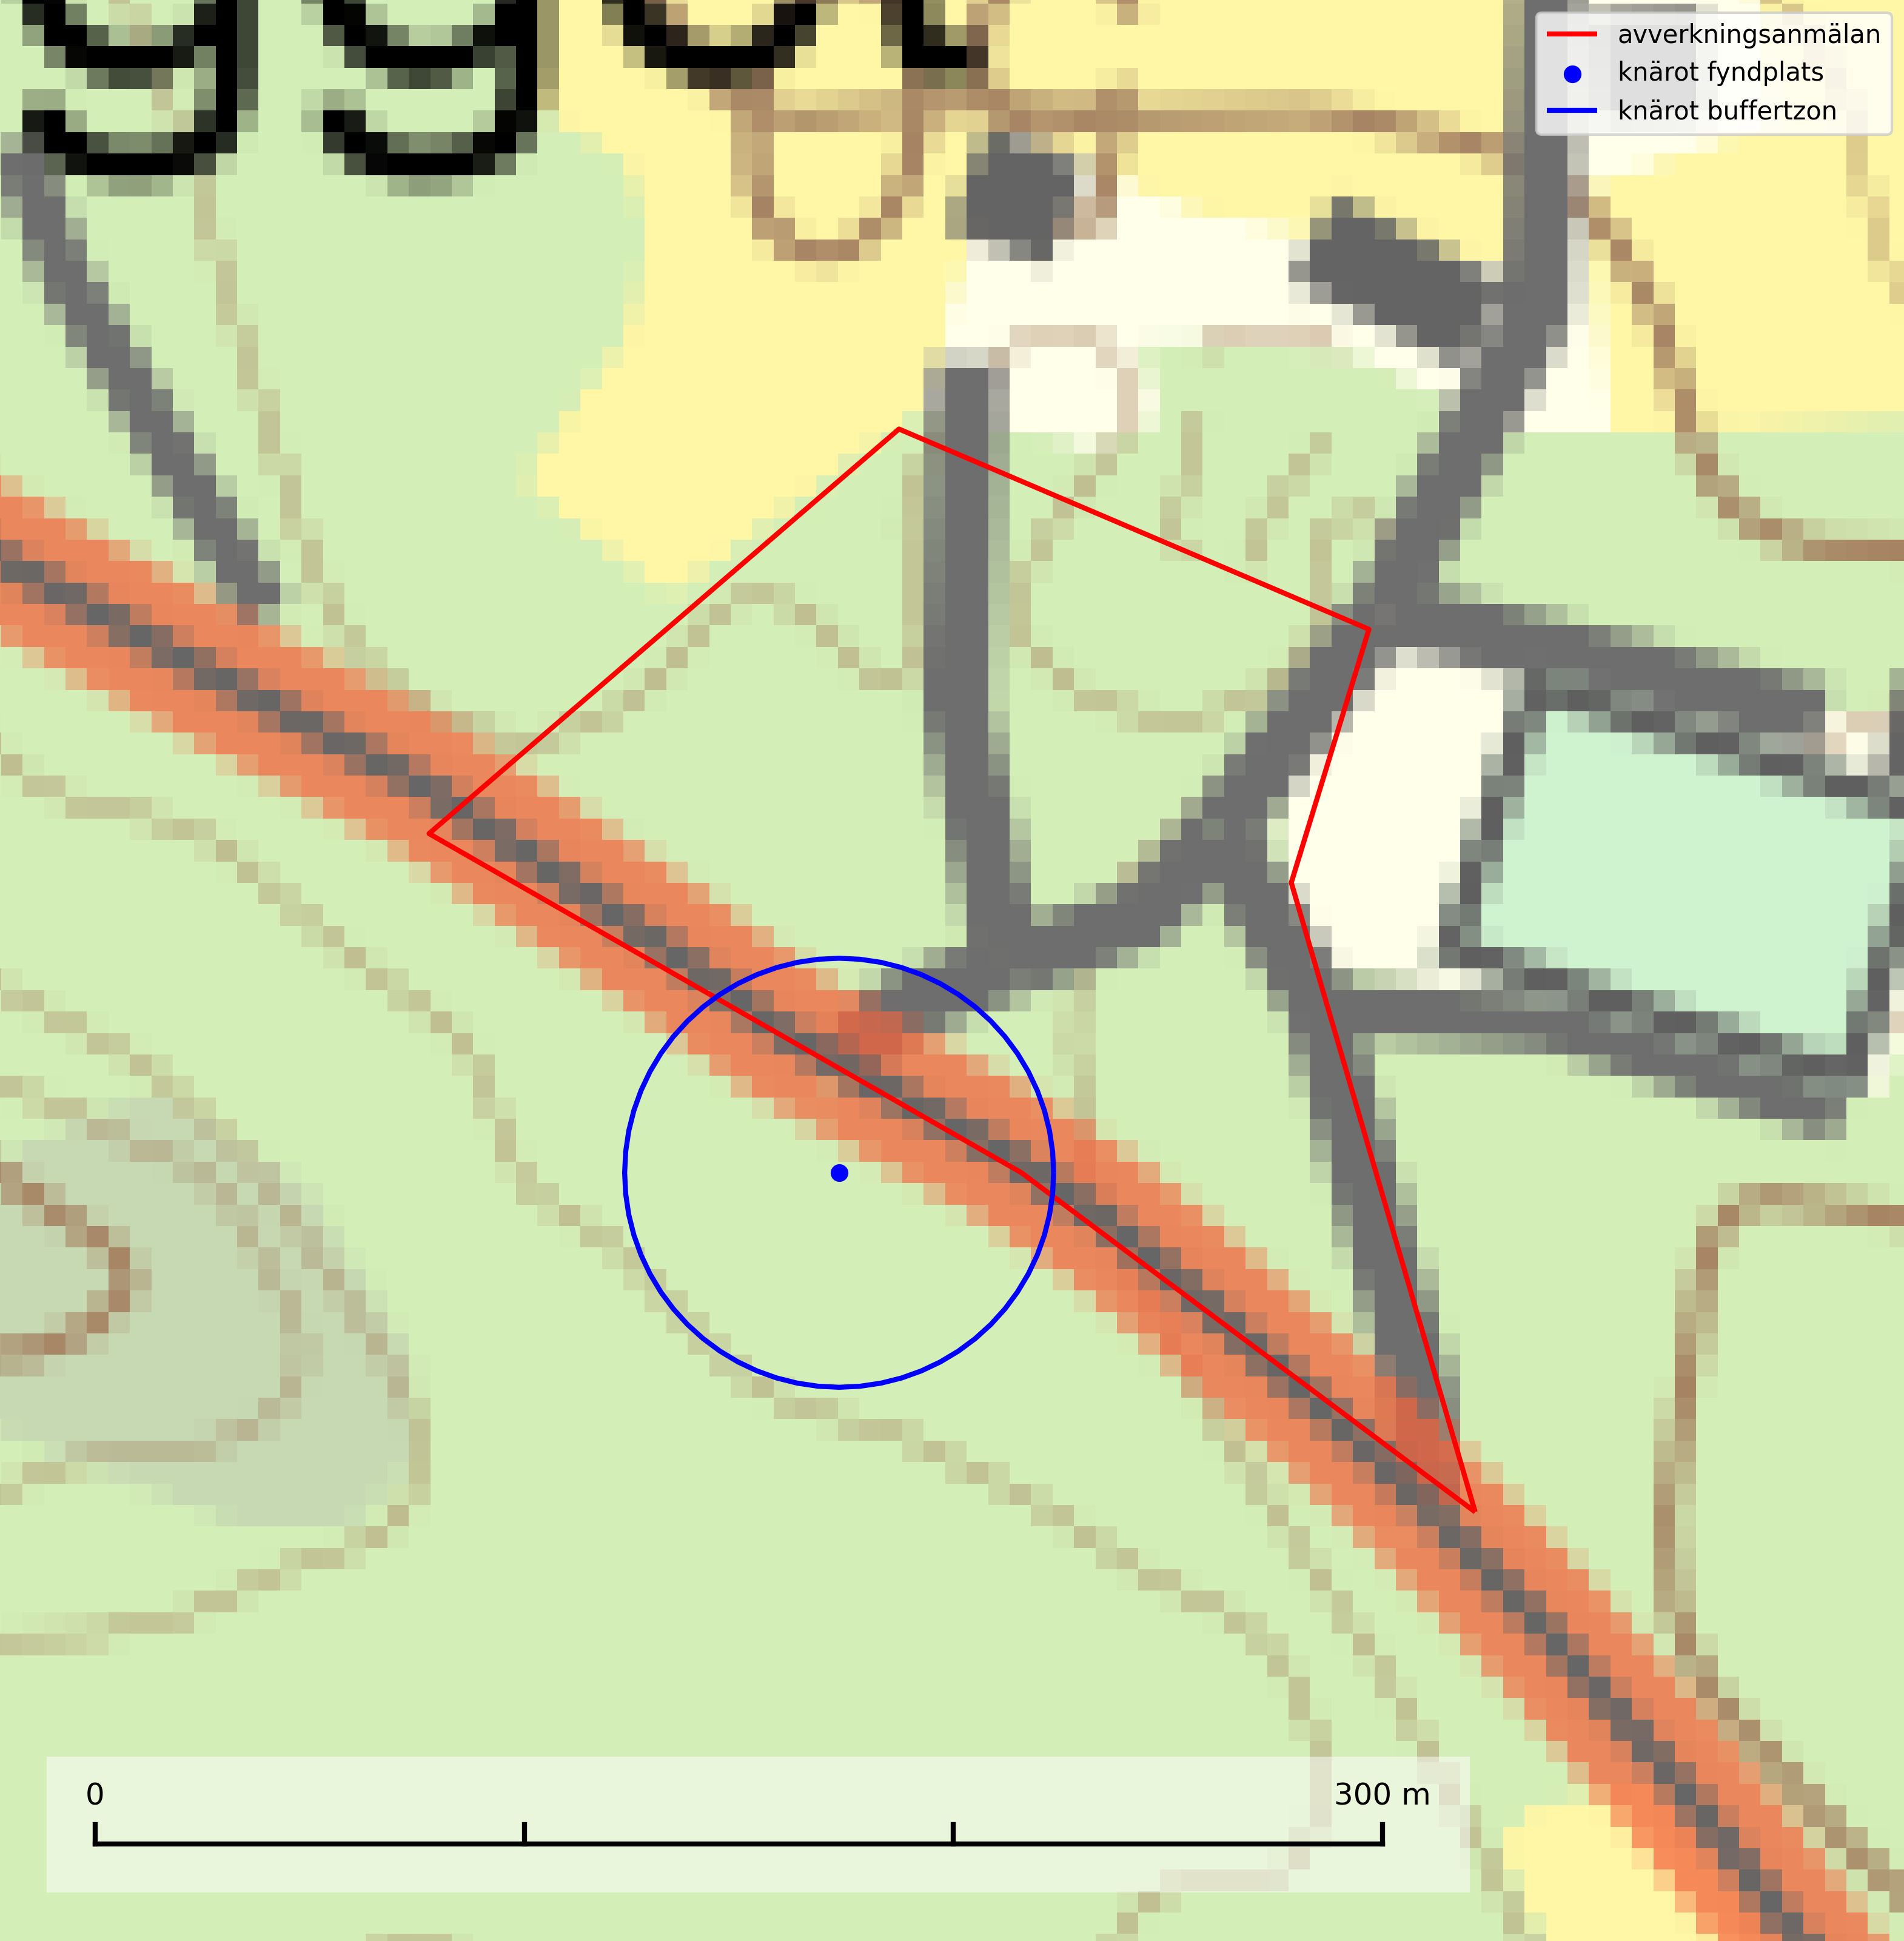 avverkningsanmälan
knärot fyndplats
knärot buffertzon
0 300 m